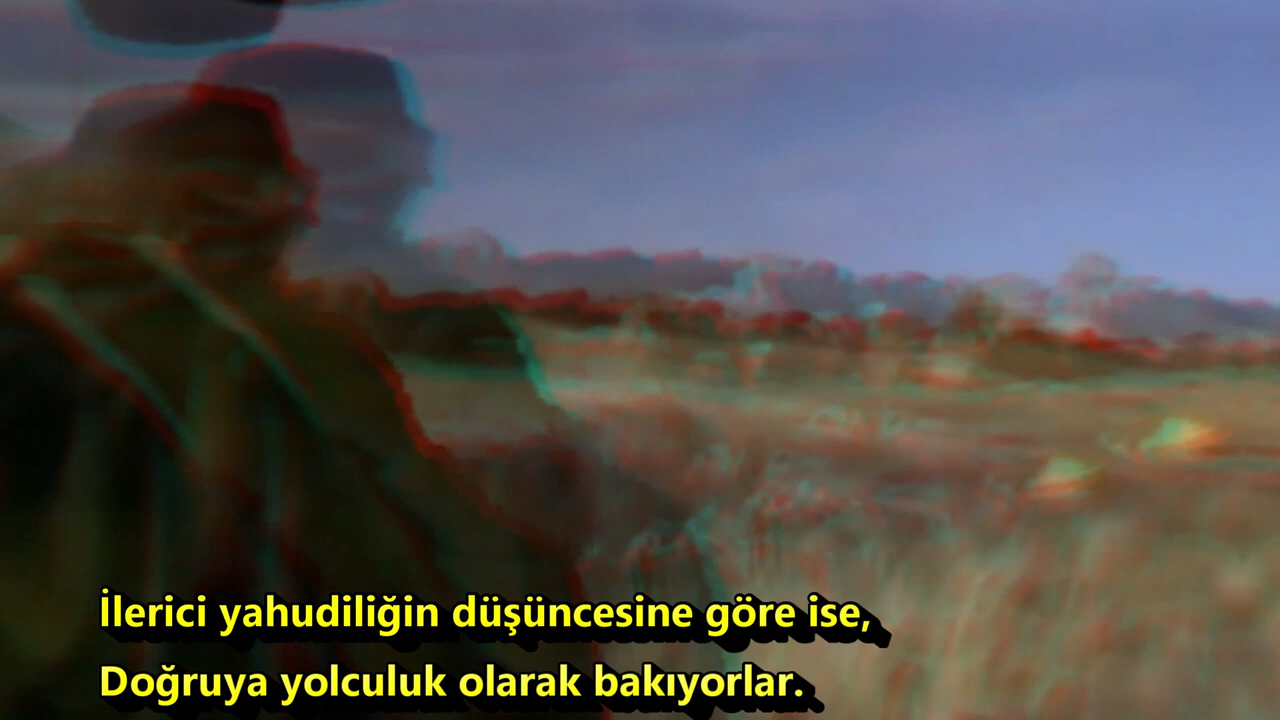 İlerici yahudiliğin düşüncesine göre ise,
Doğruya yolculuk olarak bakıyorlar.